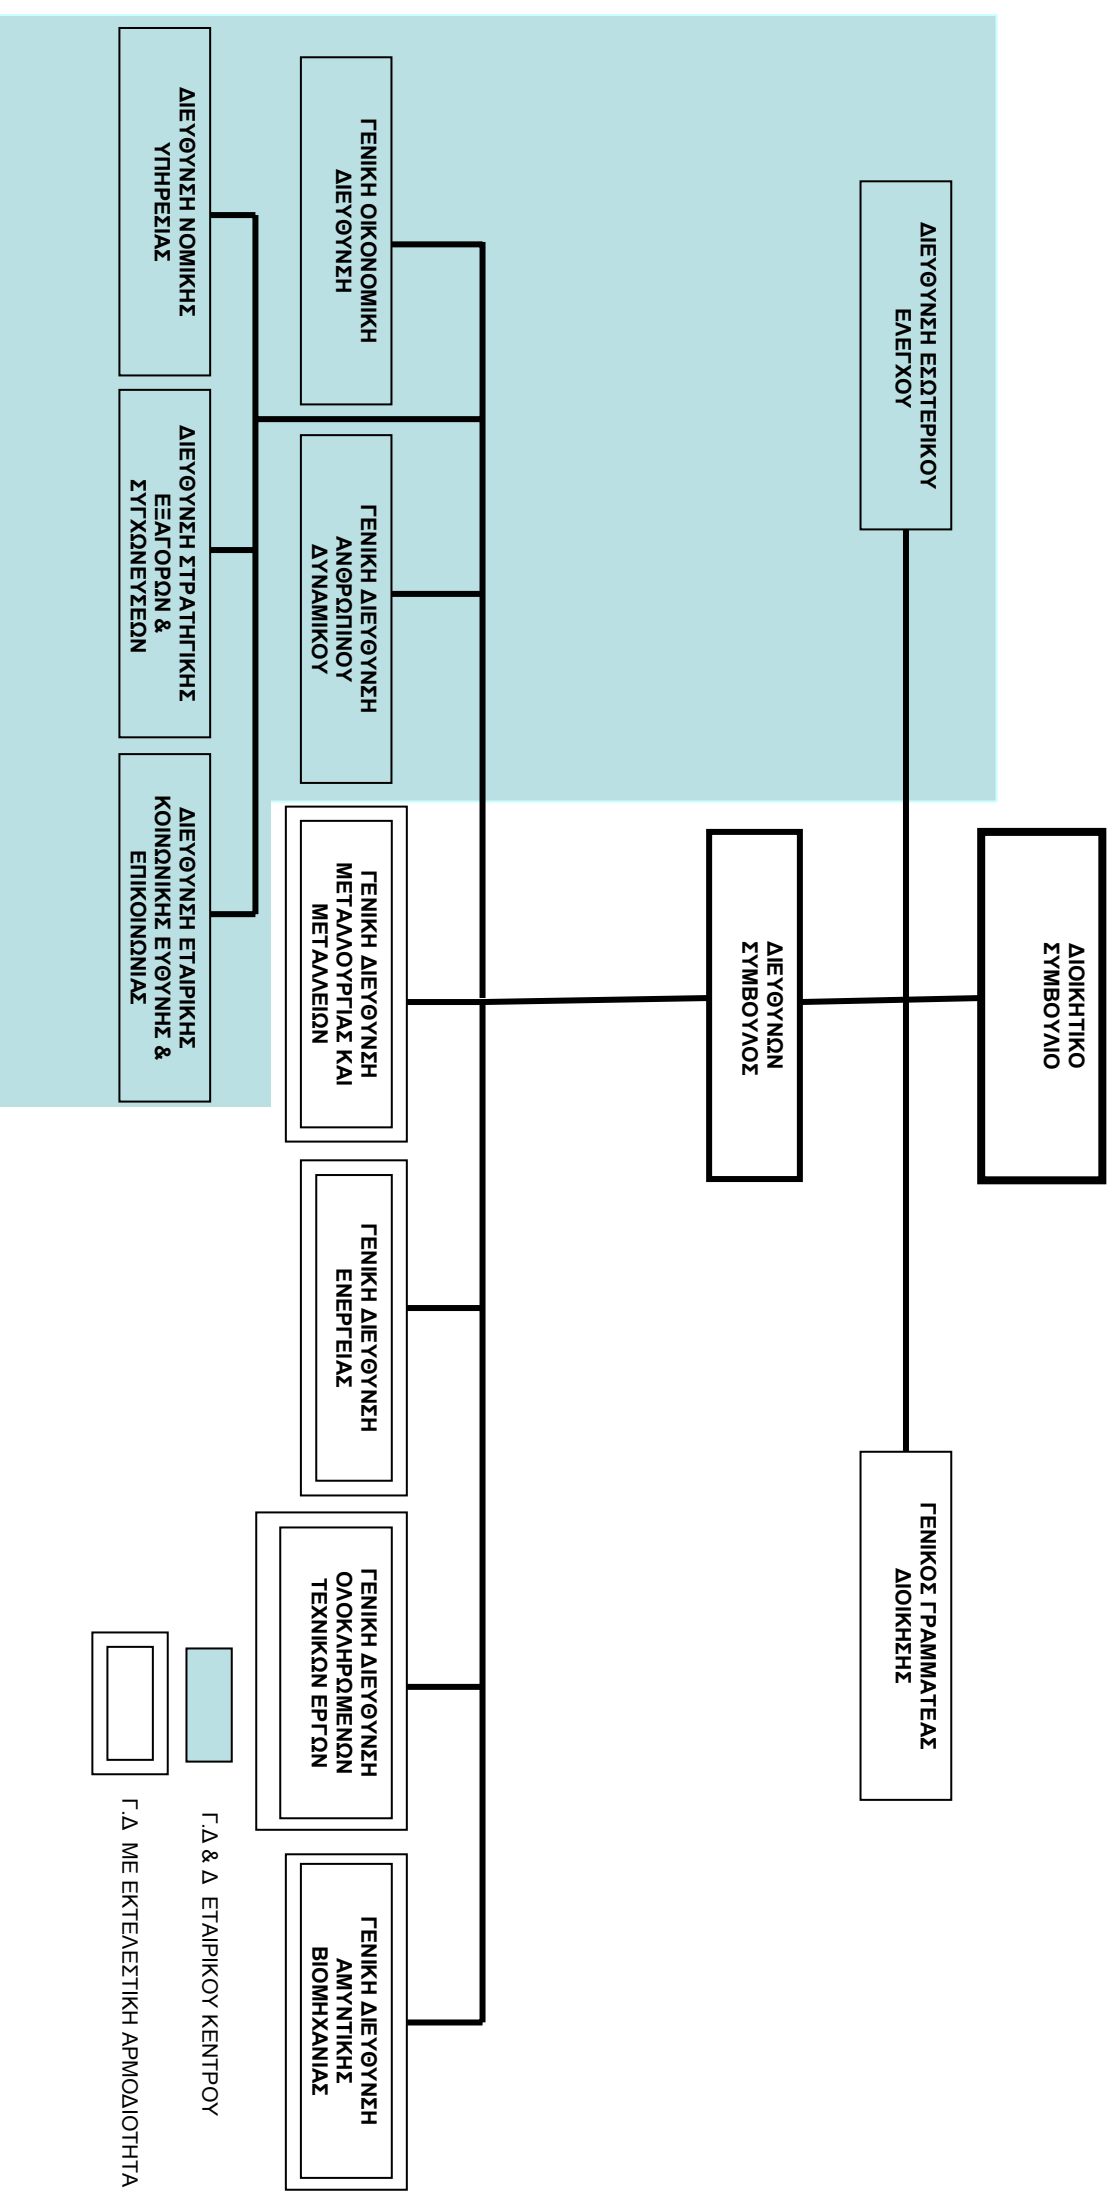 ΔΙΟΙΚΗΤΙΚΟ
ΣΥΜΒΟΥΛΙΟ
ΔΙΕΥΘΥΝΣΗ ΕΣΩΤΕΡΙΚΟΥ
ΕΛΕΓΧΟΥ
ΓΕΝΙΚΟΣ ΓΡΑΜΜΑΤΕΑΣ
ΔΙΟΙΚΗΣΗΣ
ΔΙΕΥΘΥΝΩΝ
ΣΥΜΒΟΥΛΟΣ
ΓΕΝΙΚΗ ΟΙΚΟΝΟΜΙΚΗ
ΔΙΕΥΘΥΝΣΗ
ΓΕΝΙΚΗ ΔΙΕΥΘΥΝΣΗ
ΑΝΘΡΩΠΙΝΟΥ
ΔΥΝΑΜΙΚΟΥ
ΓΕΝΙΚΗ ΔΙΕΥΘΥΝΣΗ
ΜΕΤΑΛΛΟΥΡΓΙΑΣ ΚΑΙ
ΜΕΤΑΛΛΕΙΩΝ
ΓΕΝΙΚΗ ΔΙΕΥΘΥΝΣΗ
ΕΝΕΡΓΕΙΑΣ
ΓΕΝΙΚΗ ΔΙΕΥΘΥΝΣΗ
ΟΛΟΚΛΗΡΩΜΕΝΩΝ
ΤΕΧΝΙΚΩΝ ΕΡΓΩΝ
ΓΕΝΙΚΗ ΔΙΕΥΘΥΝΣΗ
ΑΜΥΝΤΙΚΗΣ
ΒΙΟΜΗΧΑΝΙΑΣ
ΔΙΕΥΘΥΝΣΗ ΝΟΜΙΚΗΣ
ΥΠΗΡΕΣΙΑΣ
ΔΙΕΥΘΥΝΣΗ ΣΤΡΑΤΗΓΙΚΗΣ
ΕΞΑΓΟΡΩΝ &
ΣΥΓΧΩΝΕΥΣΕΩΝ
ΔΙΕΥΘΥΝΣΗ ΕΤΑΙΡΙΚΗΣ
ΚΟΙΝΩΝΙΚΗΣ ΕΥΘΥΝΗΣ &
ΕΠΙΚΟΙΝΩΝΙΑΣ
Γ.Δ & Δ ΕΤΑΙΡΙΚΟΥ ΚΕΝΤΡΟΥ
Γ.Δ ΜΕ ΕΚΤΕΛΕΣΤΙΚΗ ΑΡΜΟΔΙΟΤΗΤΑ